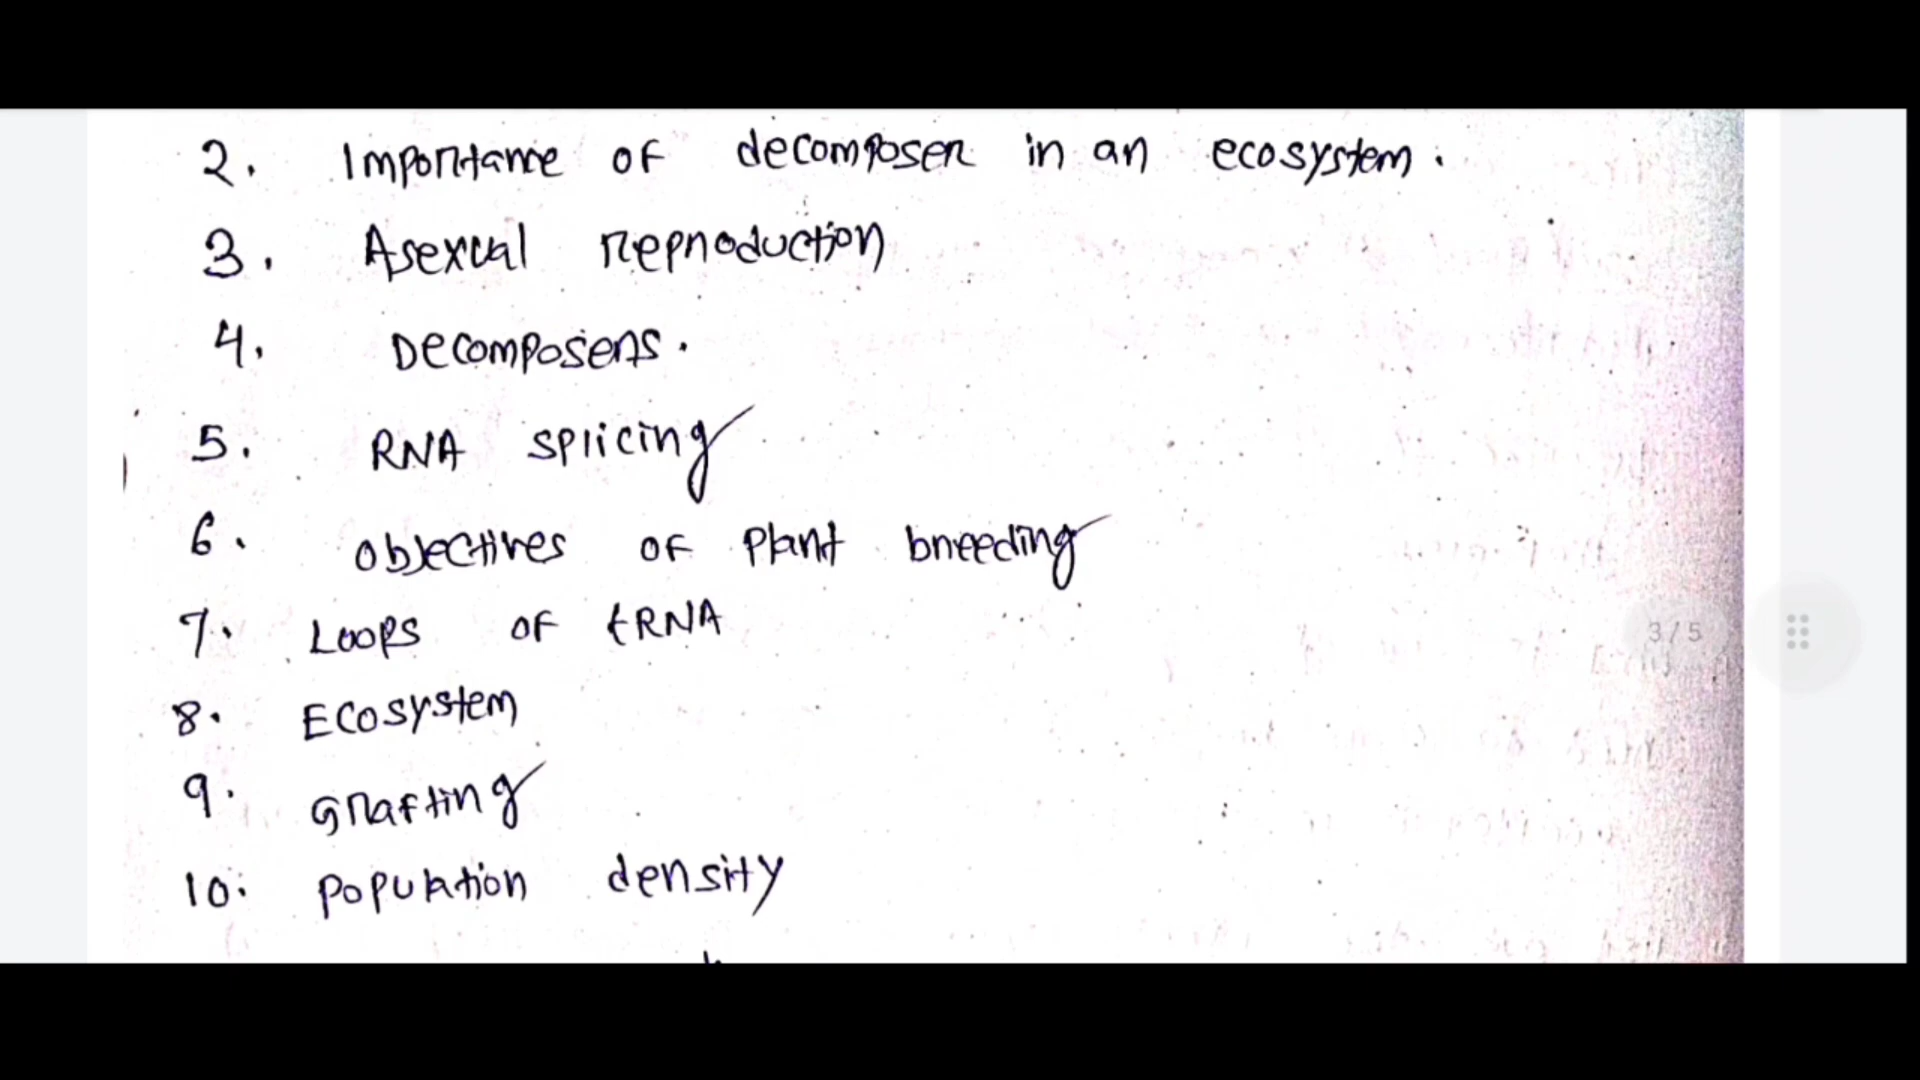 2. Importance of decomposer in an ecosystem.
3. Asexual reproduction
4. Decomposers.
5. RNA splicing
6. Objectives of plant breeding
7. Loops of tRNA
3/5
8. Ecosystem
9. Grafting
10. Population density